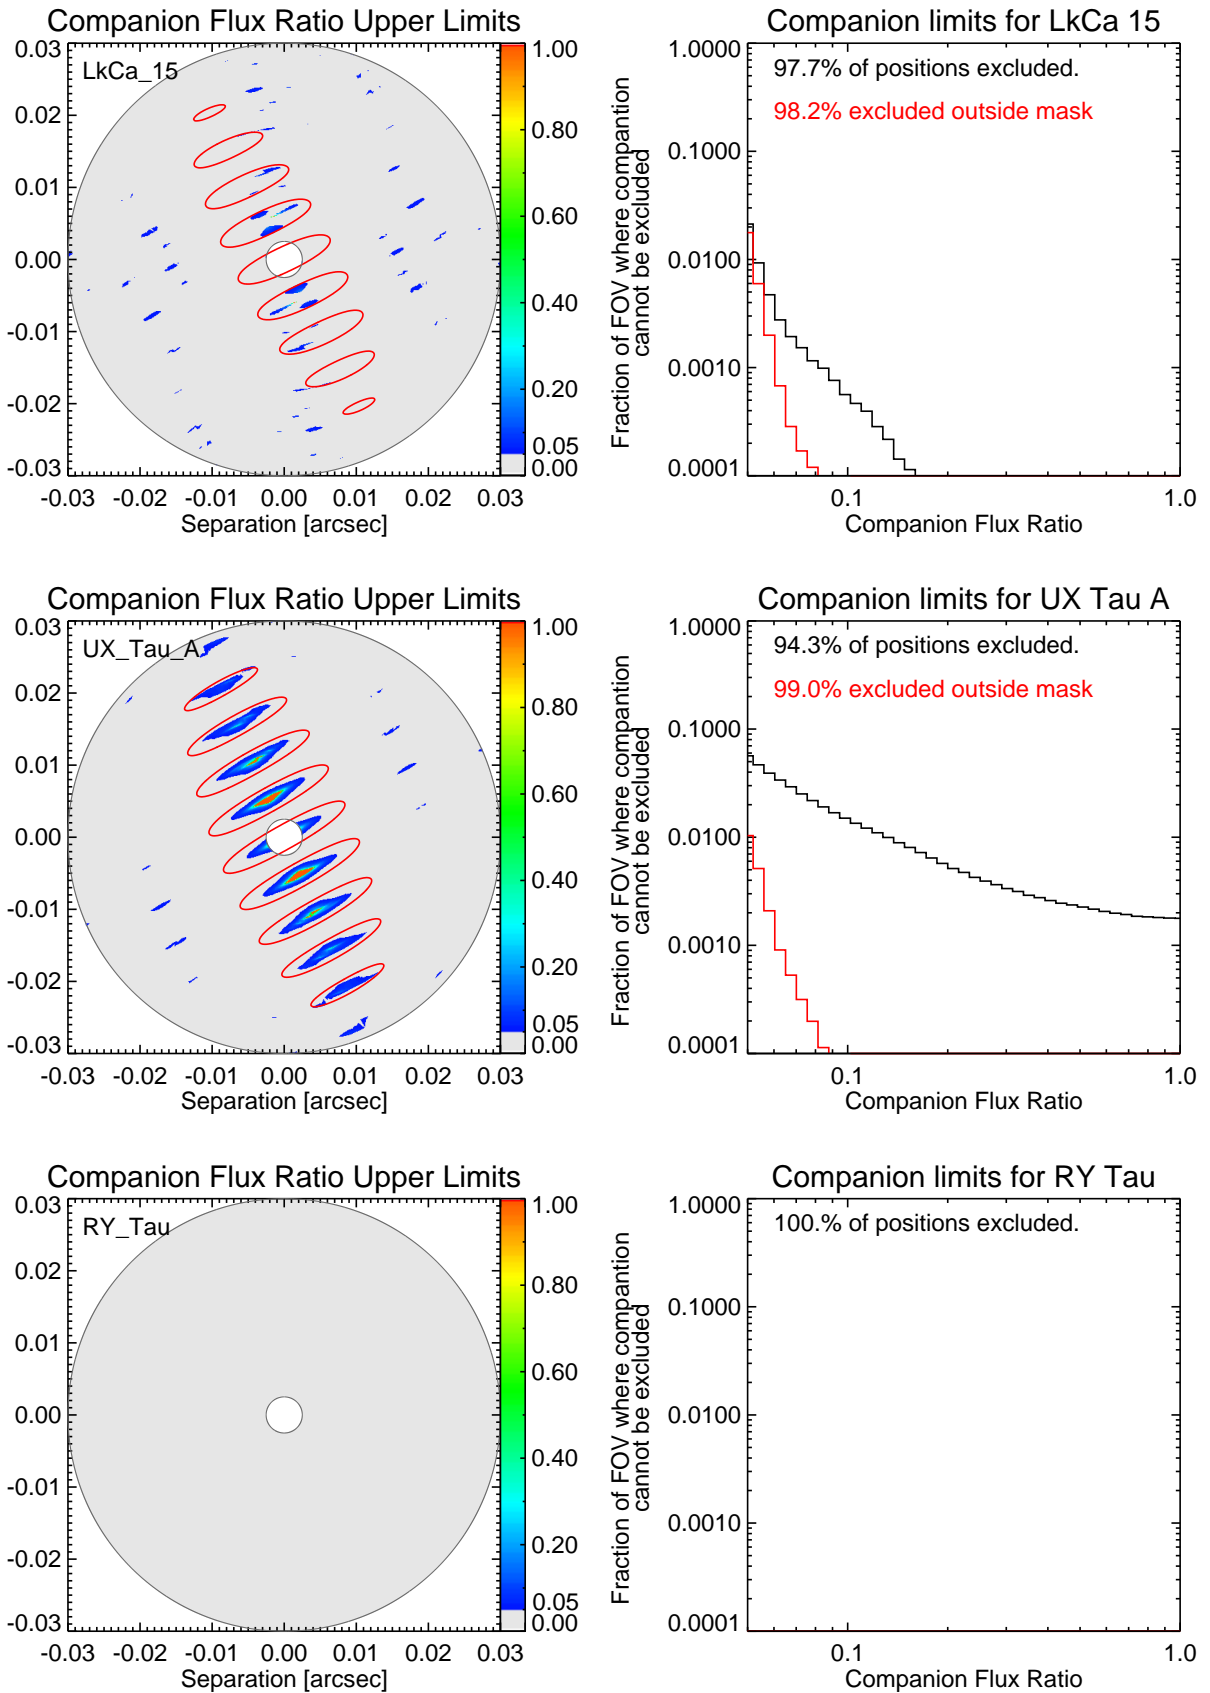 Companion Flux Ratio Upper Limits
LkCa_15
0.03
0.02
0.01
0.00
-0.01
-0.02
-0.03
-0.03 -0.02 -0.01 0.00 0.01 0.02 0.03
Separation [arcsec]
1.00
0.80
0.60
0.40
0.20
0.05
0.00
Companion limits for LkCa 15
97.7% of positions excluded.
98.2% excluded outside mask
Fraction of FOV where compantion
cannot be excluded
1.0000
0.1000
0.0100
0.0010
0.0001
0.1 1.0
Companion Flux Ratio
Companion Flux Ratio Upper Limits
UX_Tau_A
0.03
0.02
0.01
0.00
-0.01
-0.02
-0.03
-0.03 -0.02 -0.01 0.00 0.01 0.02 0.03
Separation [arcsec]
1.00
0.80
0.60
0.40
0.20
0.05
0.00
Companion limits for UX Tau A
94.3% of positions excluded.
99.0% excluded outside mask
Fraction of FOV where compantion
cannot be excluded
1.0000
0.1000
0.0100
0.0010
0.0001
0.1 1.0
Companion Flux Ratio
Companion Flux Ratio Upper Limits
RY_Tau
0.03
0.02
0.01
0.00
-0.01
-0.02
-0.03
-0.03 -0.02 -0.01 0.00 0.01 0.02 0.03
Separation [arcsec]
1.00
0.80
0.60
0.40
0.20
0.05
0.00
Companion limits for RY Tau
100.% of positions excluded.
Fraction of FOV where compantion
cannot be excluded
1.0000
0.1000
0.0100
0.0010
0.0001
0.1 1.0
Companion Flux Ratio